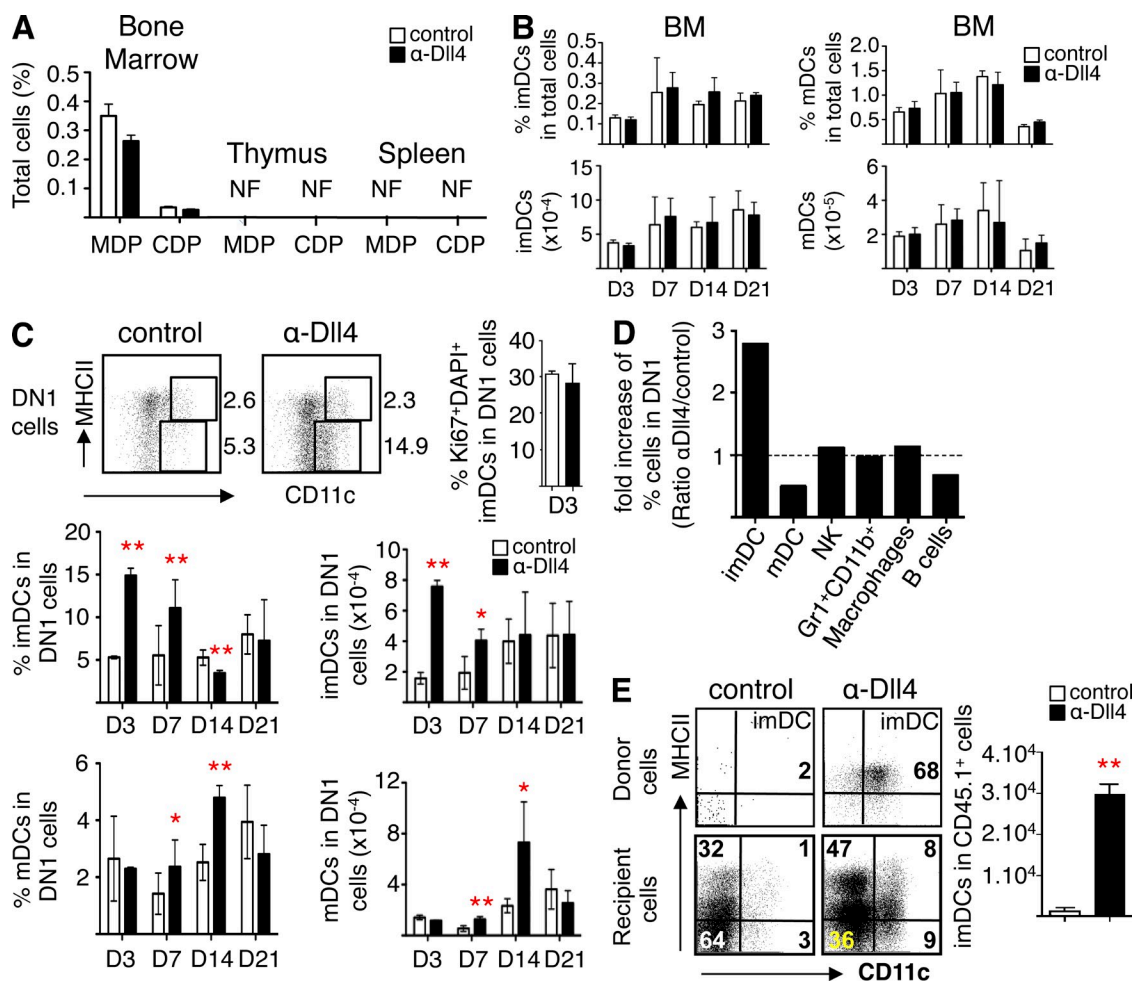 A
Bone
Marrow
control
α-Dll4
Total cells (%)
0.5
0.4
0.3
0.2
0.1
Thymus
Spleen
NF
NF
NF
NF
MDP
CDP
MDP
CDP
MDP
CDP
B
BM
BM
control
α-Dll4
% imDCs
in total cells
0.5
0.4
0.3
0.2
0.1
% mDCs
in total cells
2.0
1.5
1.0
0.5
imDCs
(x10-4)
15
10
5
D3
D7
D14
D21
mDCs
(x10-5)
6
4
2
D3
D7
D14
D21
C
control
α-Dll4
DN1
cells
MHCII
2.6
5.3
2.3
14.9
CD11c
% Ki67+DAPI+
imDCs in DN1 cells
40
30
20
10
D3
% imDCs in
DN1 cells
20
15
10
5
**
**
**
D3
D7
D14
D21
imDCs in DN1
cells (x10-4)
10
8
6
4
2
**
*
control
α-Dll4
D3
D7
D14
D21
% mDCs in
DN1 cells
6
4
2
*
**
D3
D7
D14
D21
mDCs in DN1
cells (x10-4)
12
8
4
**
*
D3
D7
D14
D21
D
fold increase of
% cells in DN1
(Ratio αDll4/control)
3
2
1
imDC
mDC
NK
Gr1+CD11b+
Macrophages
B cells
E
control
α-Dll4
MHCII
Donor
cells
imDC
2
imDC
68
Recipient
cells
32
1
64
3
47
8
36
9
CD11c
control
α-Dll4
imDCs in CD45.1+ cells
4.10⁴
3.10⁴
2.10⁴
1.10⁴
**